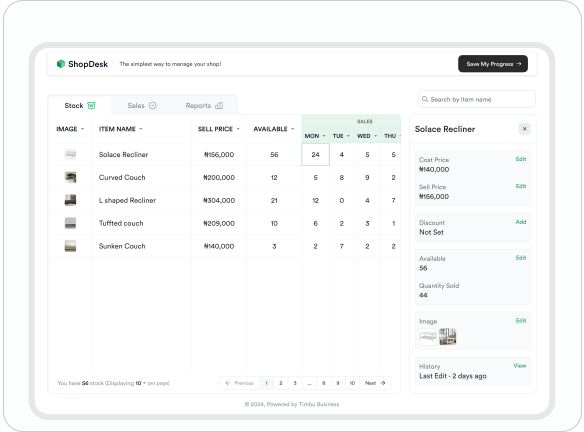 ShopDesk
The simplest way to manage your shop!
Save My Progress →
Stock
Sales
Reports
Search by item name
IMAGE
ITEM NAME
SELL PRICE
AVAILABLE
SALES
MON
TUE
WED
THU
Solace Recliner ₦156,000 56 24 4 5 5
Curved Couch ₦200,000 12 5 8 9 2
L shaped Recliner ₦304,000 21 12 0 4 7
Tuffted couch ₦209,000 10 6 2 3 1
Sunken Couch ₦140,000 3 2 7 2 2
You have 56 stock (Displaying 10 per page)
← Previous 1 2 3 ... 8 9 10 Next →
Solace Recliner
×
Cost Price Edit
₦140,000
Sell Price Edit
₦156,000
Discount Add
Not Set
Available Edit
56
Quantity Sold
44
Image Edit
History View
Last Edit - 2 days ago
© 2024, Powered by Timbu Business